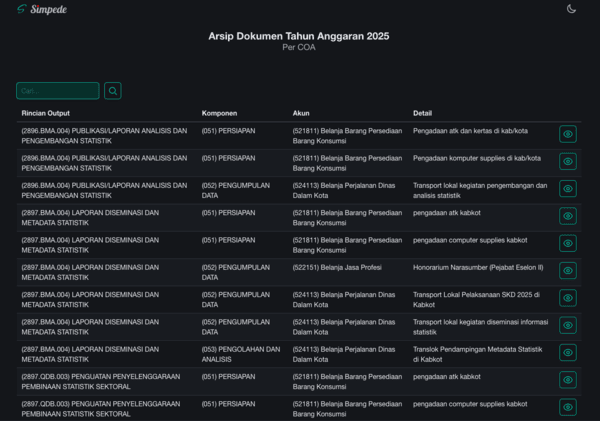 Simpede
Arsip Dokumen Tahun Anggaran 2025
Per COA
Cari...
Rincian Output Komponen Akun Detail
(2896.BMA.004) PUBLIKASI/LAPORAN ANALISIS DAN (051) PERSIAPAN (521811) Belanja Barang Persediaan Pengadaan atk dan kertas di kab/kota
PENGEMBANGAN STATISTIK Barang Konsumsi
(2896.BMA.004) PUBLIKASI/LAPORAN ANALISIS DAN (051) PERSIAPAN (521811) Belanja Barang Persediaan Pengadaan komputer supplies di kab/kota
PENGEMBANGAN STATISTIK Barang Konsumsi
(2896.BMA.004) PUBLIKASI/LAPORAN ANALISIS DAN (052) PENGUMPULAN (524113) Belanja Perjalanan Dinas Transport lokal kegiatan pengembangan dan
PENGEMBANGAN STATISTIK DATA Dalam Kota analisis statistik
(2897.BMA.004) LAPORAN DISEMINASI DAN (051) PERSIAPAN (521811) Belanja Barang Persediaan pengadaan atk kabkot
METADATA STATISTIK Barang Konsumsi
(2897.BMA.004) LAPORAN DISEMINASI DAN (051) PERSIAPAN (521811) Belanja Barang Persediaan pengadaan computer supplies kabkot
METADATA STATISTIK Barang Konsumsi
(2897.BMA.004) LAPORAN DISEMINASI DAN (052) PENGUMPULAN (522151) Belanja Jasa Profesi Honorarium Narasumber (Pejabat Eselon II)
METADATA STATISTIK DATA
(2897.BMA.004) LAPORAN DISEMINASI DAN (052) PENGUMPULAN (524113) Belanja Perjalanan Dinas Transport Lokal Pelaksanaan SKD 2025 di
METADATA STATISTIK DATA Dalam Kota Kabkot
(2897.BMA.004) LAPORAN DISEMINASI DAN (052) PENGUMPULAN (524113) Belanja Perjalanan Dinas Transport lokal kegiatan diseminasi informasi
METADATA STATISTIK DATA Dalam Kota statistik
(2897.BMA.004) LAPORAN DISEMINASI DAN (053) PENGOLAHAN DAN (524113) Belanja Perjalanan Dinas Translok Pendampingan Metadata Statistik
METADATA STATISTIK ANALISIS Dalam Kota di Kabkot
(2897.QDB.003) PENGUATAN PENYELENGGARAAN (051) PERSIAPAN (521811) Belanja Barang Persediaan pengadaan atk kabkot
PEMBINAAN STATISTIK SEKTORAL Barang Konsumsi
(2897.QDB.003) PENGUATAN PENYELENGGARAAN (051) PERSIAPAN (521811) Belanja Barang Persediaan pengadaan computer supplies kabkot
PEMBINAAN STATISTIK SEKTORAL Barang Konsumsi